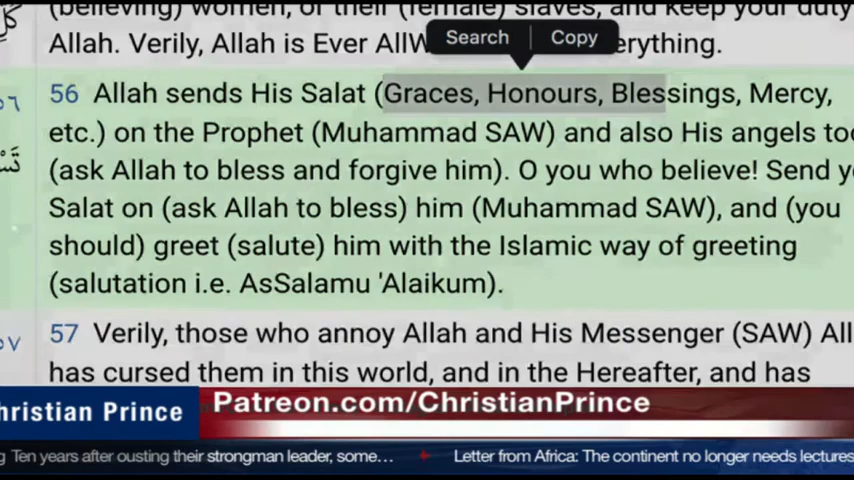 (believing) women, or their (female) slaves, and keep your duty
Allah. Verily, Allah is Ever AllW erything.
Search Copy
56 Allah sends His Salat (Graces, Honours, Blessings, Mercy,
etc.) on the Prophet (Muhammad SAW) and also His angels too
(ask Allah to bless and forgive him). O you who believe! Send y
Salat on (ask Allah to bless) him (Muhammad SAW), and (you
should) greet (salute) him with the Islamic way of greeting
(salutation i.e. AsSalamu 'Alaikum).
57 Verily, those who annoy Allah and His Messenger (SAW) All
has cursed them in this world, and in the Hereafter, and has
hristian Prince
Patreon.com/ChristianPrince
g Ten years after ousting their strongman leader, some... Letter from Africa: The continent no longer needs lectures